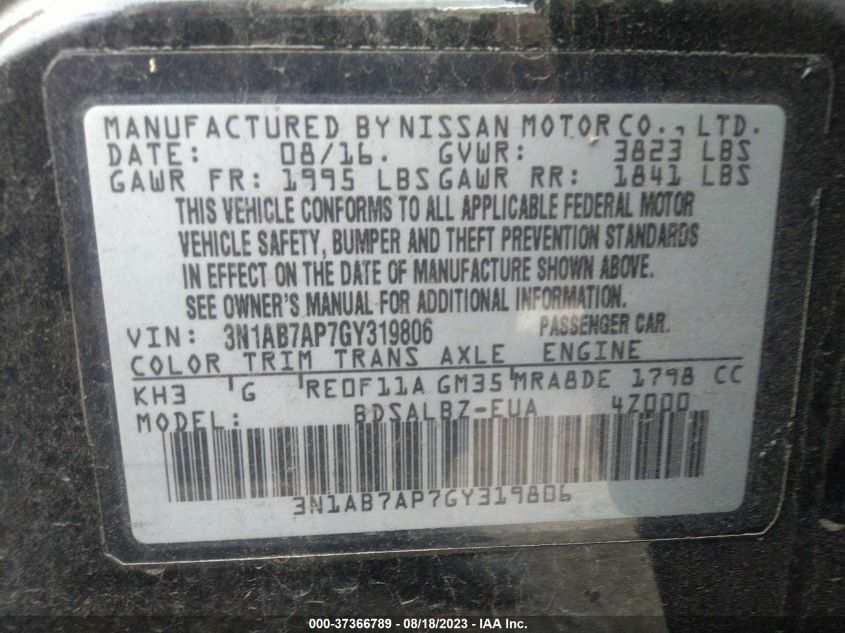 MANUFACTURED BY NISSAN MOTOR CO., LTD.
DATE: 08/16. GVWR: 3823 LBS
GAWR FR: 1995 LBS GAWR RR: 1841 LBS
THIS VEHICLE CONFORMS TO ALL APPLICABLE FEDERAL MOTOR
VEHICLE SAFETY, BUMPER AND THEFT PREVENTION STANDARDS
IN EFFECT ON THE DATE OF MANUFACTURE SHOWN ABOVE.
SEE OWNER'S MANUAL FOR ADDITIONAL INFORMATION.
VIN: 3N1AB7AP7GY319806 PASSENGER CAR.
COLOR TRIM TRANS AXLE ENGINE
KH3 G RE0F11A GM35 MRA8DE 1798 CC
MODEL: BDSALBZ-EUA 4Z000
3N1AB7AP7GY319806
000-37366789 - 08/18/2023 - IAA Inc.